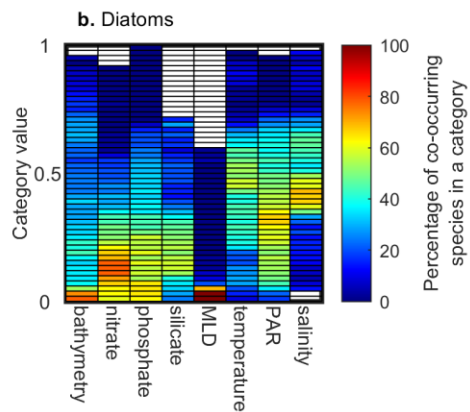 b. Diatoms
1
0.5
0
Category value
bathymetry
nitrate
phosphate
silicate
MLD
temperature
PAR
salinity
100
80
60
40
20
0
Percentage of co-occurring
species in a category